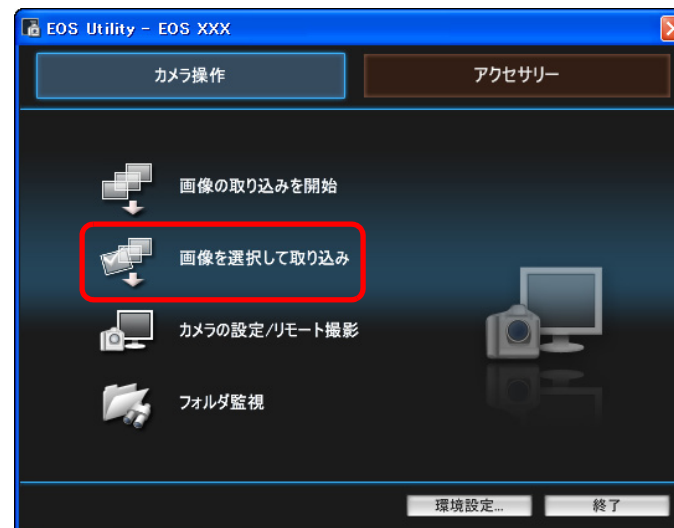 EOS Utility - EOS XXX
カメラ操作
アクセサリー
画像の取り込みを開始
画像を選択して取り込み
カメラの設定/リモート撮影
フォルダ監視
環境設定...
終了